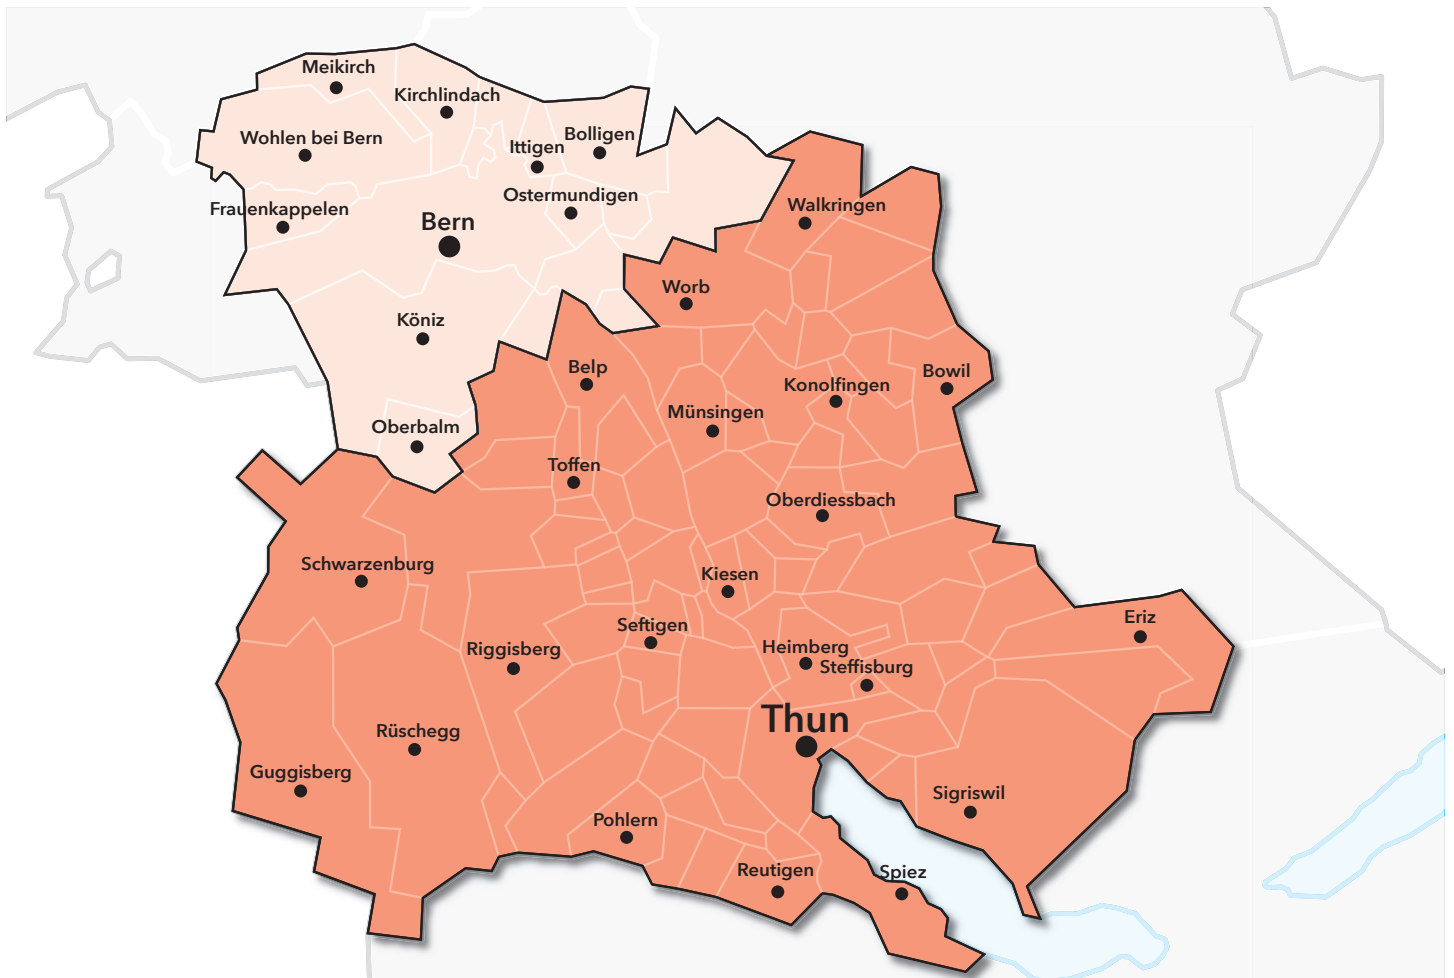 Meikirch
Kirchlindach
Wohlen bei Bern
Ittigen
Bolligen
Ostermundigen
Frauenkappelen
Bern
Walkringen
Worb
Köniz
Belp
Konolfingen
Bowil
Münsingen
Oberbalm
Toffen
Oberdiessbach
Schwarzenburg
Kiesen
Eriz
Seftigen
Riggisberg
Heimberg
Steffisburg
Thun
Rüschegg
Guggisberg
Sigriswil
Pohlern
Reutigen
Spiez